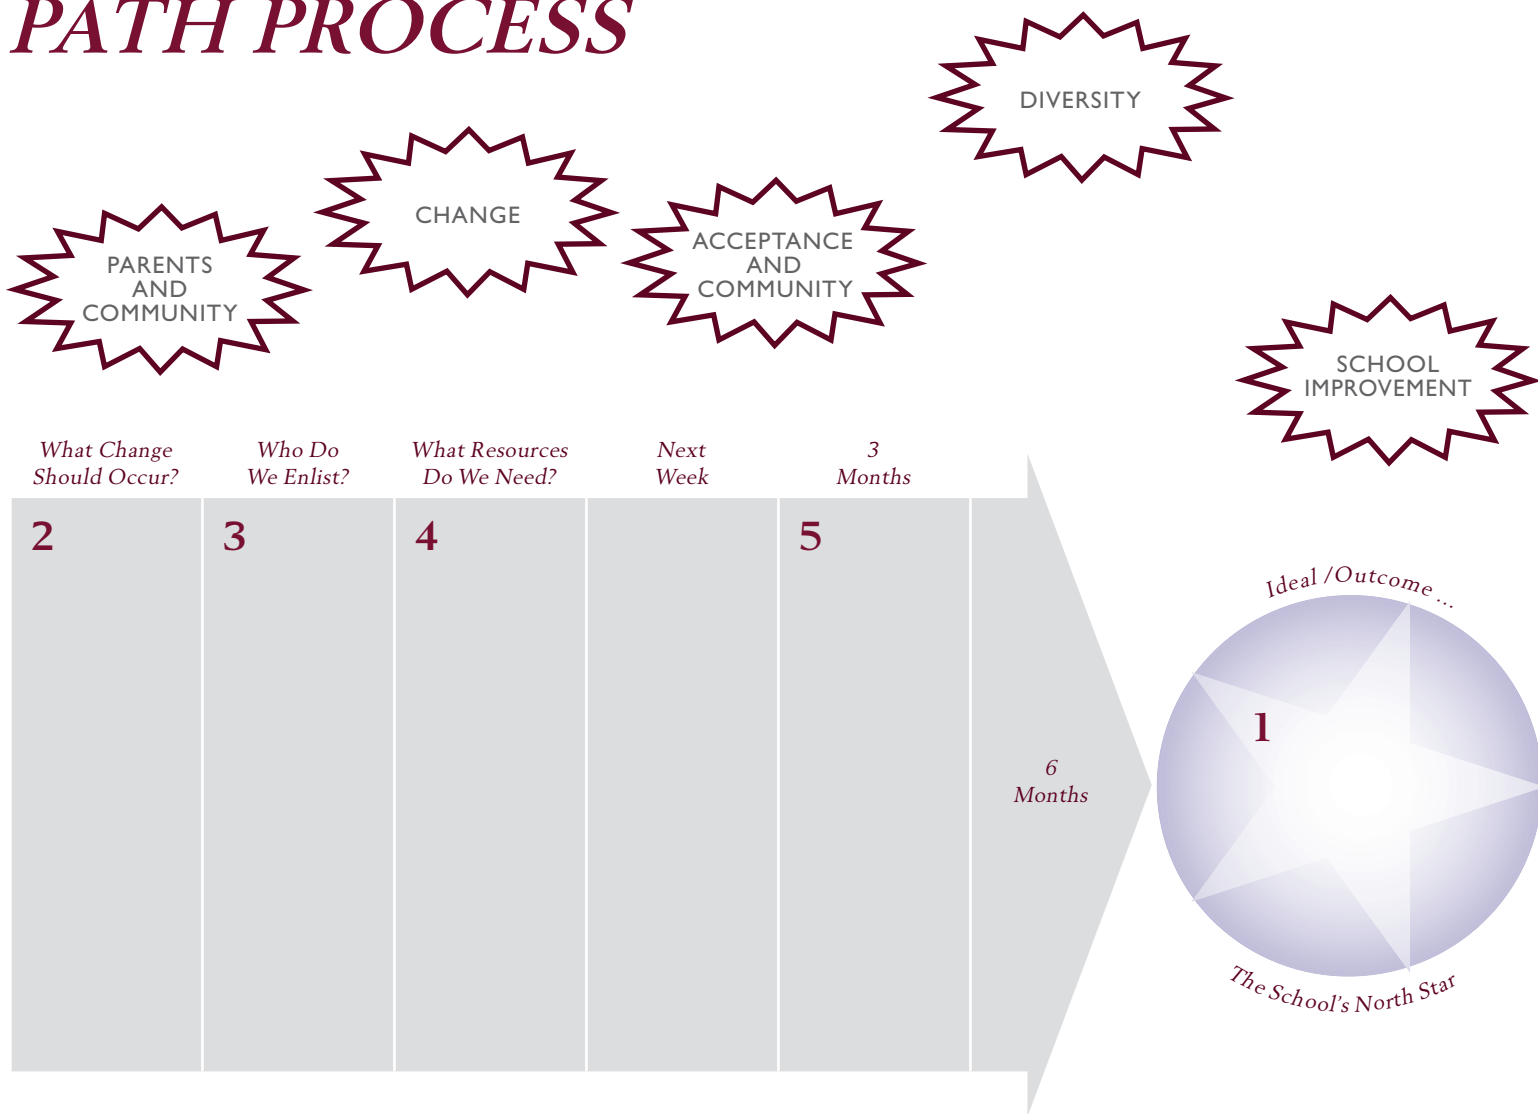 PATH PROCESS
DIVERSITY
CHANGE
ACCEPTANCE
AND
COMMUNITY
PARENTS
AND
COMMUNITY
SCHOOL
IMPROVEMENT
What Change
Should Occur?
Who Do
We Enlist?
What Resources
Do We Need?
Next
Week
3
Months
2
3
4
5
6
Months
Ideal /Outcome ...
1
The School's North Star